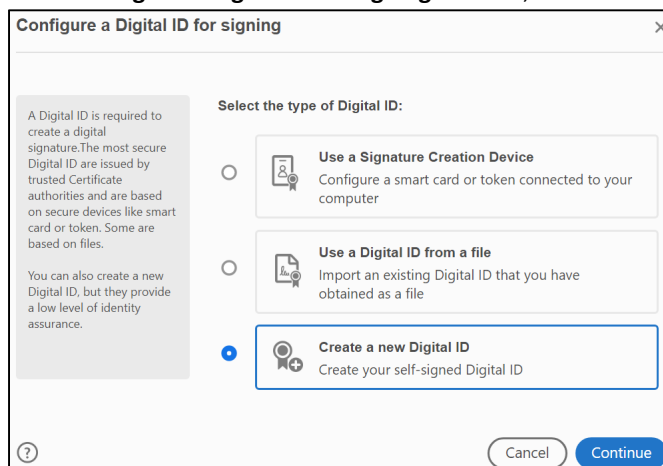 Configure a Digital ID for signing
A Digital ID is required to
create a digital
signature.The most secure
Digital ID are issued by
trusted Certificate
authorities and are based
on secure devices like smart
card or token. Some are
based on files.
You can also create a new
Digital ID, but they provide
a low level of identity
assurance.
Select the type of Digital ID:
Use a Signature Creation Device
Configure a smart card or token connected to your
computer
Use a Digital ID from a file
Import an existing Digital ID that you have
obtained as a file
Create a new Digital ID
Create your self-signed Digital ID
Cancel
Continue